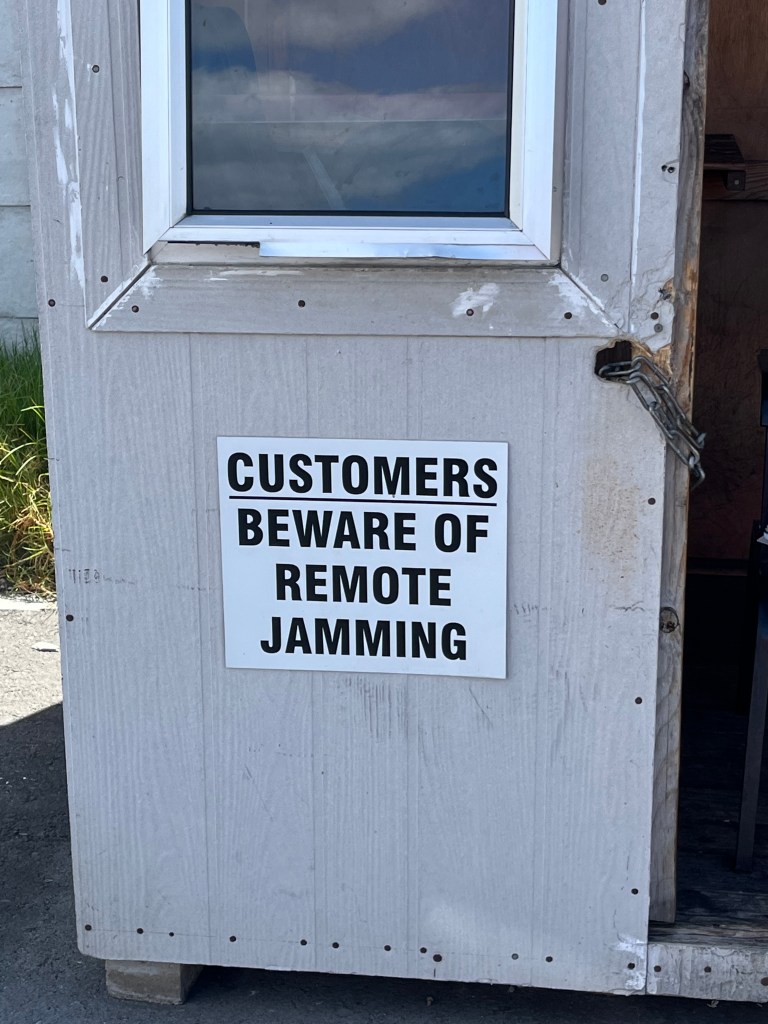 CUSTOMERS
BEWARE OF
REMOTE
JAMMING